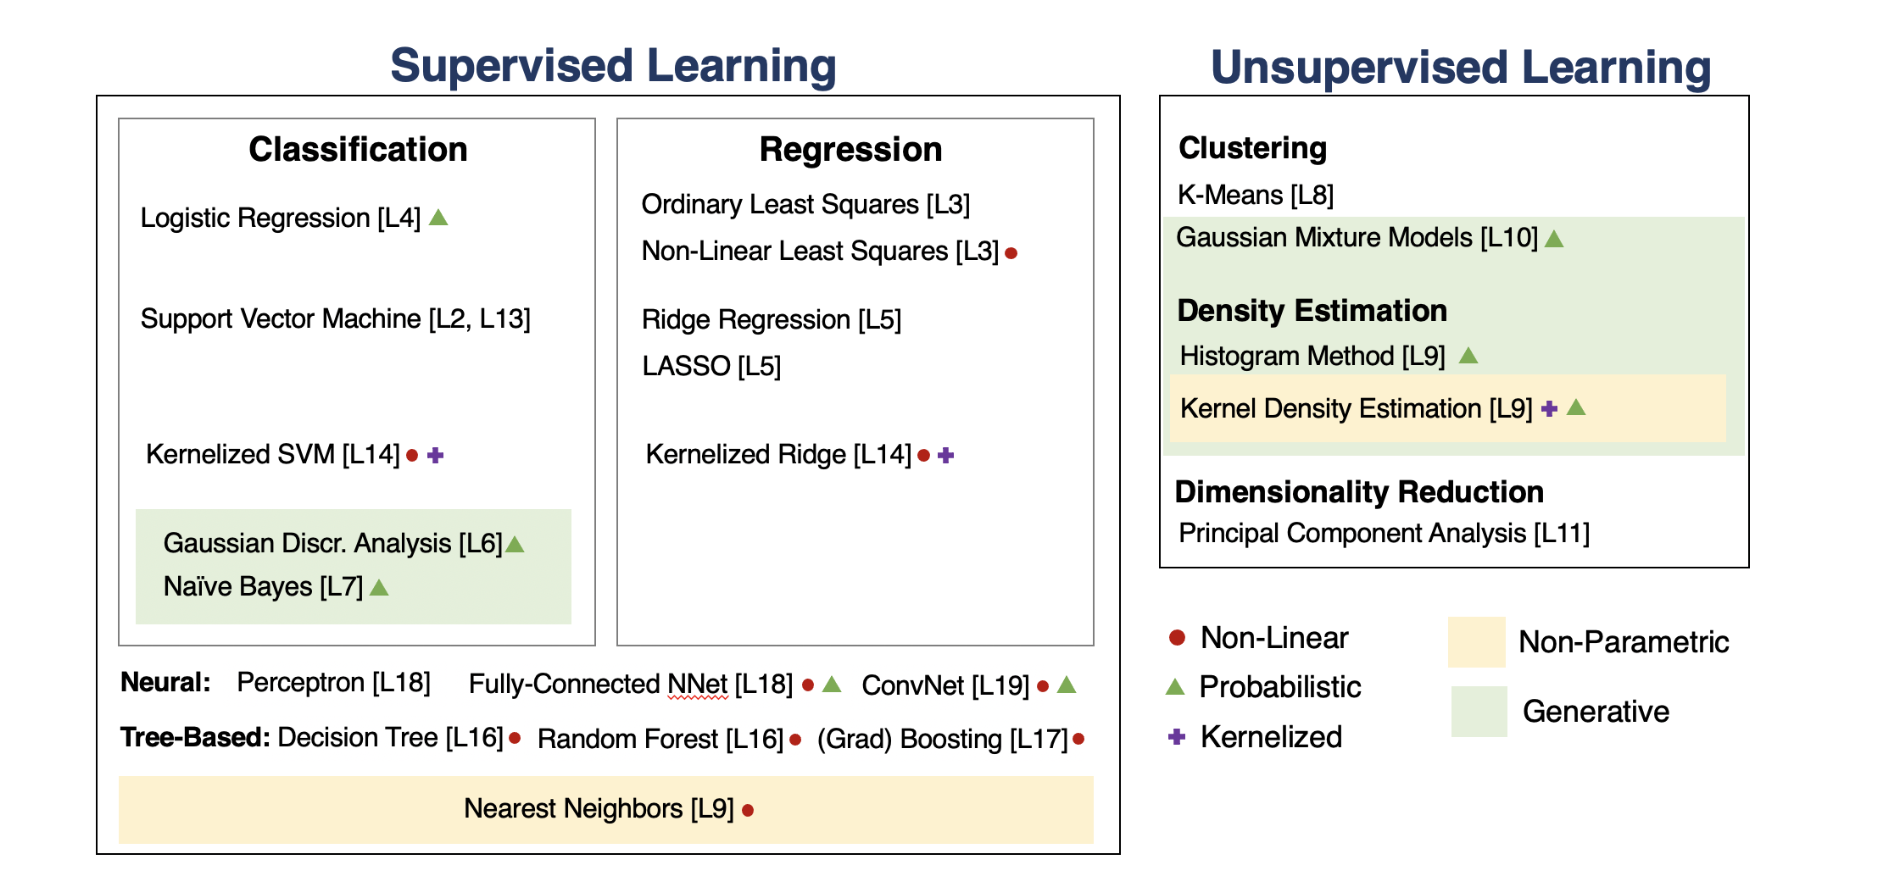 Supervised Learning
Classification
Logistic Regression [L4]
Support Vector Machine [L2, L13]
Kernelized SVM [L14]
Gaussian Discr. Analysis [L6]
Naïve Bayes [L7]
Regression
Ordinary Least Squares [L3]
Non-Linear Least Squares [L3]
Ridge Regression [L5]
LASSO [L5]
Kernelized Ridge [L14]
Neural: Perceptron [L18] Fully-Connected NNet [L18] ConvNet [L19]
Tree-Based: Decision Tree [L16] Random Forest [L16] (Grad) Boosting [L17]
Nearest Neighbors [L9]
Unsupervised Learning
Clustering
K-Means [L8]
Gaussian Mixture Models [L10]
Density Estimation
Histogram Method [L9]
Kernel Density Estimation [L9]
Dimensionality Reduction
Principal Component Analysis [L11]
Non-Linear
Probabilistic
Kernelized
Non-Parametric
Generative